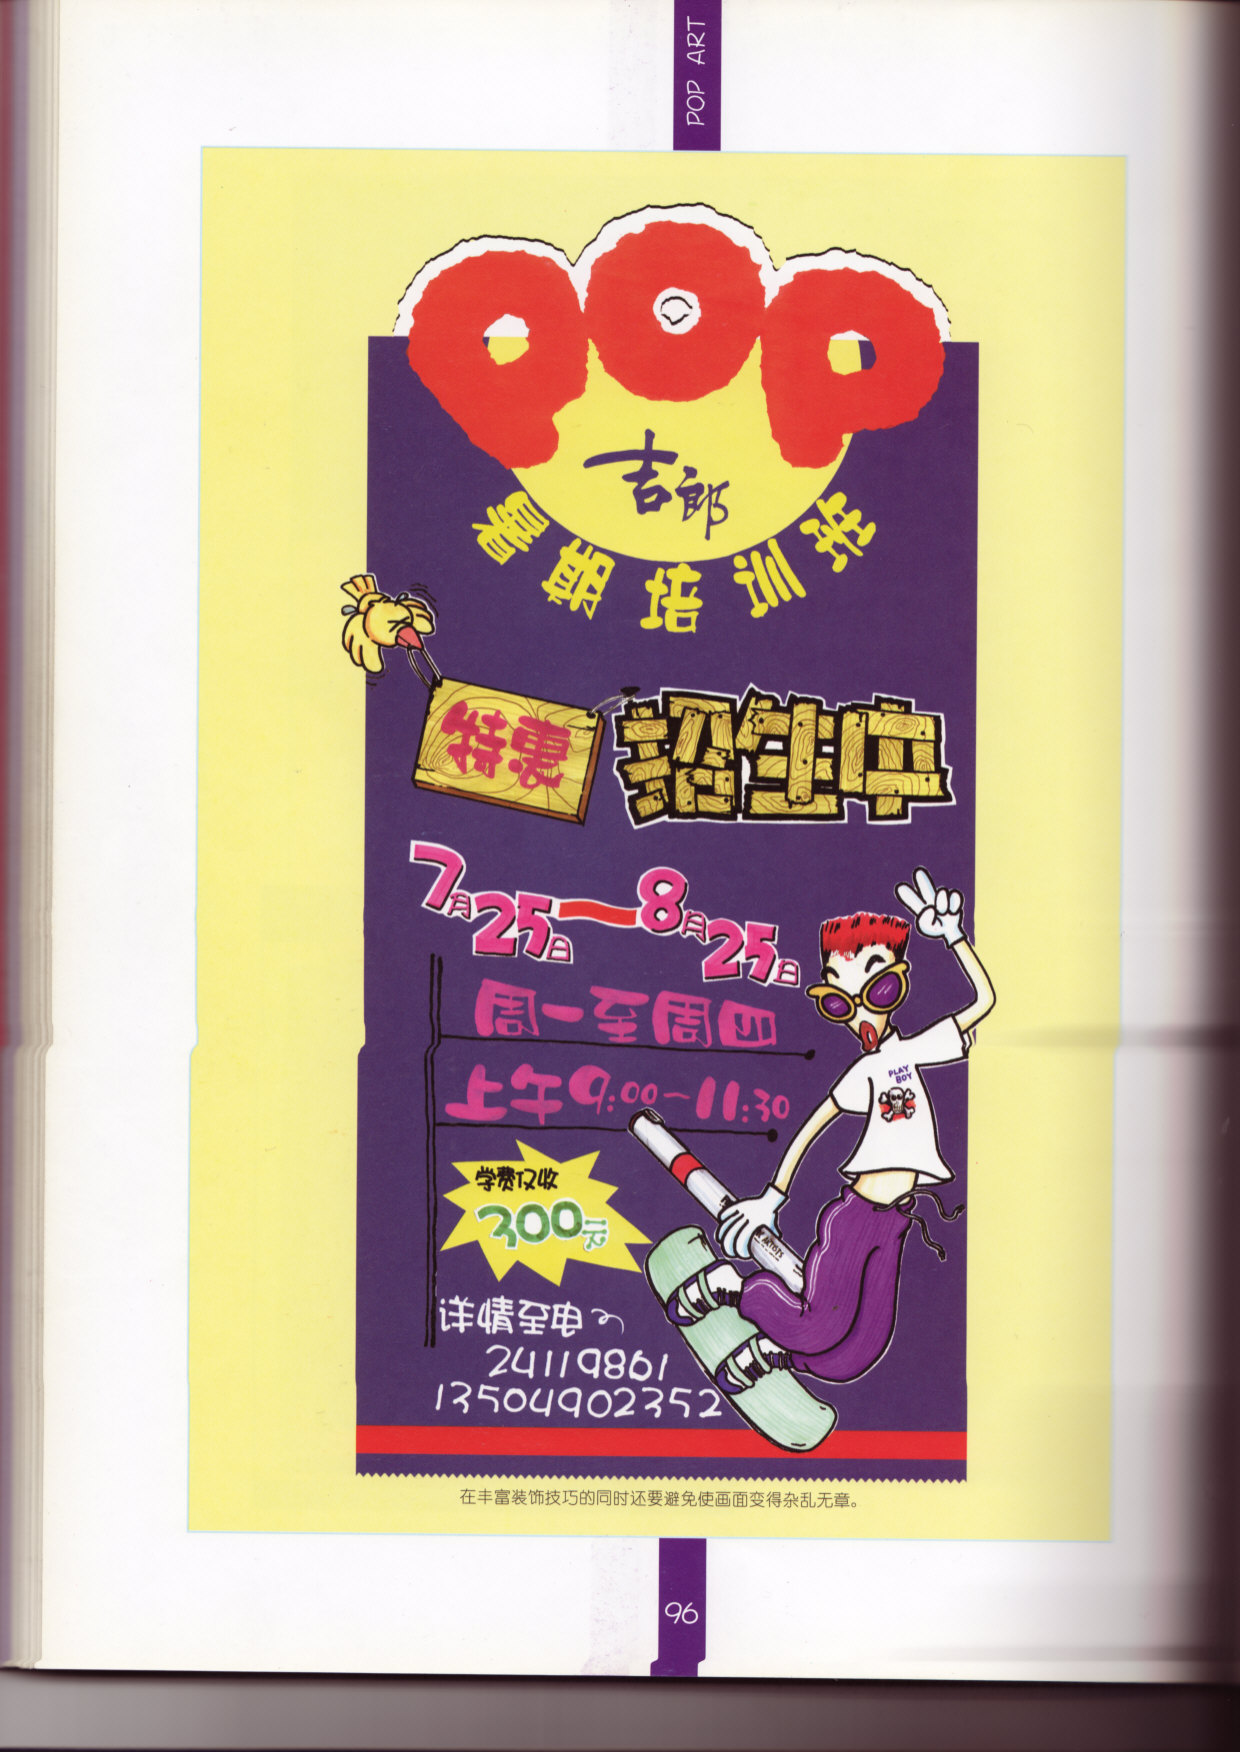 POP ART
POP
吉郎
暑期培训班
特惠
招生中
7月25日—8月25日
周一至周四
上午9:00-11:30
学费仅收
300元
PLAY
BOY
详情至电
24119861
13504902352
在丰富装饰技巧的同时还要避免使画面变得杂乱无章。
96